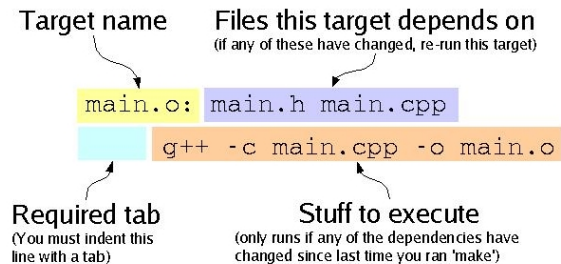 Target name
Files this target depends on
(if any of these have changed, re-run this target)
main.o: main.h main.cpp
g++ -c main.cpp -o main.o
Required tab
(You must indent this
line with a tab)
Stuff to execute
(only runs if any of the dependencies have
changed since last time you ran 'make')